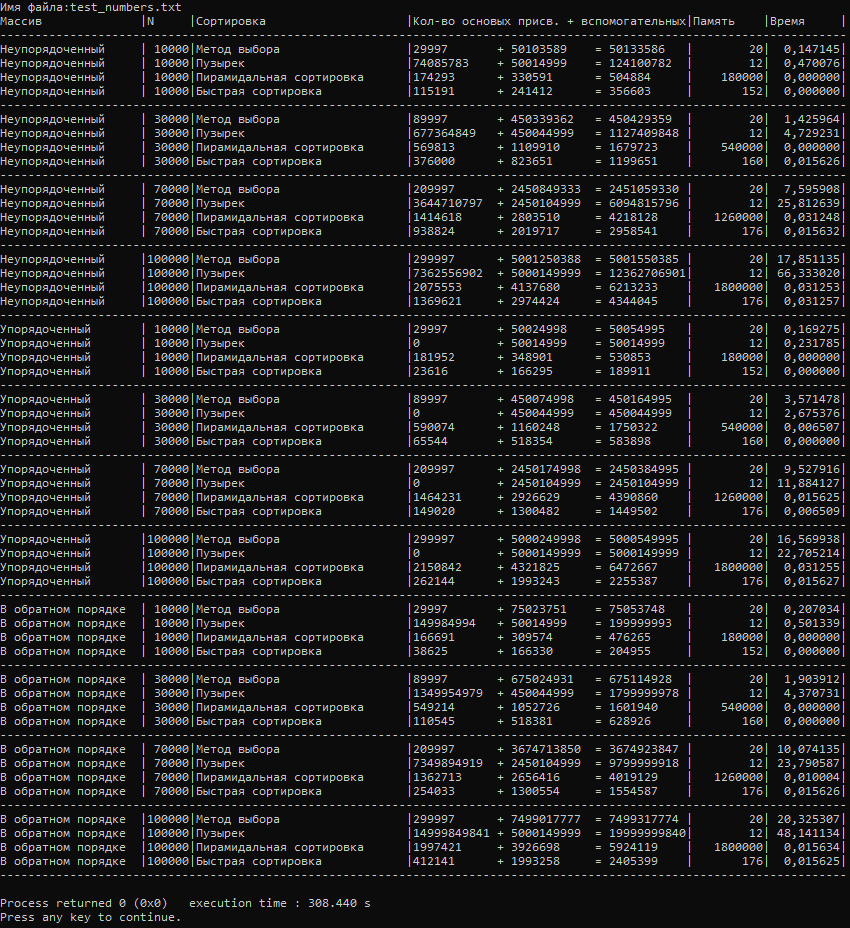 Имя файла:test_numbers.txt
Массив |N |Сортировка |Кол-во основых присв. + вспомогательных|Память |Время |
------------------------------------------------------------------------------------------------------------------------
Неупорядоченный | 10000|Метод выбора |29997 + 50103589 = 50133586 | 20| 0,147145|
Неупорядоченный | 10000|Пузырек |74085783 + 50014999 = 124100782 | 12| 0,470076|
Неупорядоченный | 10000|Пирамидальная сортировка |174293 + 330591 = 504884 | 180000| 0,000000|
Неупорядоченный | 10000|Быстрая сортировка |115191 + 241412 = 356603 | 152| 0,000000|
------------------------------------------------------------------------------------------------------------------------
Неупорядоченный | 30000|Метод выбора |89997 + 450339362 = 450429359 | 20| 1,425964|
Неупорядоченный | 30000|Пузырек |677364849 + 450044999 = 1127409848 | 12| 4,729231|
Неупорядоченный | 30000|Пирамидальная сортировка |569813 + 1109910 = 1679723 | 540000| 0,000000|
Неупорядоченный | 30000|Быстрая сортировка |376000 + 823651 = 1199651 | 160| 0,015626|
------------------------------------------------------------------------------------------------------------------------
Неупорядоченный | 70000|Метод выбора |209997 + 2450849333 = 2451059330 | 20| 7,595908|
Неупорядоченный | 70000|Пузырек |3644710797 + 2450104999 = 6094815796 | 12| 25,812639|
Неупорядоченный | 70000|Пирамидальная сортировка |1414618 + 2803510 = 4218128 | 1260000| 0,031248|
Неупорядоченный | 70000|Быстрая сортировка |938824 + 2019717 = 2958541 | 176| 0,015632|
------------------------------------------------------------------------------------------------------------------------
Неупорядоченный |100000|Метод выбора |299997 + 5001250388 = 5001550385 | 20| 17,851135|
Неупорядоченный |100000|Пузырек |7362556902 + 5000149999 = 12362706901| 12| 66,333020|
Неупорядоченный |100000|Пирамидальная сортировка |2075553 + 4137680 = 6213233 | 1800000| 0,031253|
Неупорядоченный |100000|Быстрая сортировка |1369621 + 2974424 = 4344045 | 176| 0,031257|
------------------------------------------------------------------------------------------------------------------------
Упорядоченный | 10000|Метод выбора |29997 + 50024998 = 50054995 | 20| 0,169275|
Упорядоченный | 10000|Пузырек |0 + 50014999 = 50014999 | 12| 0,231785|
Упорядоченный | 10000|Пирамидальная сортировка |181952 + 348901 = 530853 | 180000| 0,000000|
Упорядоченный | 10000|Быстрая сортировка |23616 + 166295 = 189911 | 152| 0,000000|
------------------------------------------------------------------------------------------------------------------------
Упорядоченный | 30000|Метод выбора |89997 + 450074998 = 450164995 | 20| 3,571478|
Упорядоченный | 30000|Пузырек |0 + 450044999 = 450044999 | 12| 2,675376|
Упорядоченный | 30000|Пирамидальная сортировка |590074 + 1160248 = 1750322 | 540000| 0,006507|
Упорядоченный | 30000|Быстрая сортировка |65544 + 518354 = 583898 | 160| 0,000000|
------------------------------------------------------------------------------------------------------------------------
Упорядоченный | 70000|Метод выбора |209997 + 2450174998 = 2450384995 | 20| 9,527916|
Упорядоченный | 70000|Пузырек |0 + 2450104999 = 2450104999 | 12| 11,884127|
Упорядоченный | 70000|Пирамидальная сортировка |1464231 + 2926629 = 4390860 | 1260000| 0,015625|
Упорядоченный | 70000|Быстрая сортировка |149020 + 1300482 = 1449502 | 176| 0,006509|
------------------------------------------------------------------------------------------------------------------------
Упорядоченный |100000|Метод выбора |299997 + 5000249998 = 5000549995 | 20| 16,569938|
Упорядоченный |100000|Пузырек |0 + 5000149999 = 5000149999 | 12| 22,705214|
Упорядоченный |100000|Пирамидальная сортировка |2150842 + 4321825 = 6472667 | 1800000| 0,031255|
Упорядоченный |100000|Быстрая сортировка |262144 + 1993243 = 2255387 | 176| 0,015627|
------------------------------------------------------------------------------------------------------------------------
В обратном порядке | 10000|Метод выбора |29997 + 75023751 = 75053748 | 20| 0,207034|
В обратном порядке | 10000|Пузырек |149984994 + 50014999 = 199999993 | 12| 0,501339|
В обратном порядке | 10000|Пирамидальная сортировка |166691 + 309574 = 476265 | 180000| 0,000000|
В обратном порядке | 10000|Быстрая сортировка |38625 + 166330 = 204955 | 152| 0,000000|
------------------------------------------------------------------------------------------------------------------------
В обратном порядке | 30000|Метод выбора |89997 + 675024931 = 675114928 | 20| 1,903912|
В обратном порядке | 30000|Пузырек |1349954979 + 450044999 = 1799999978 | 12| 4,370731|
В обратном порядке | 30000|Пирамидальная сортировка |549214 + 1052726 = 1601940 | 540000| 0,000000|
В обратном порядке | 30000|Быстрая сортировка |110545 + 518381 = 628926 | 160| 0,000000|
------------------------------------------------------------------------------------------------------------------------
В обратном порядке | 70000|Метод выбора |209997 + 3674713850 = 3674923847 | 20| 10,074135|
В обратном порядке | 70000|Пузырек |7349894919 + 2450104999 = 9799999918 | 12| 23,790587|
В обратном порядке | 70000|Пирамидальная сортировка |1362713 + 2656416 = 4019129 | 1260000| 0,010004|
В обратном порядке | 70000|Быстрая сортировка |254033 + 1300554 = 1554587 | 176| 0,015626|
------------------------------------------------------------------------------------------------------------------------
В обратном порядке |100000|Метод выбора |299997 + 7499017777 = 7499317774 | 20| 20,325307|
В обратном порядке |100000|Пузырек |14999849841 + 5000149999 = 19999999840| 12| 48,141134|
В обратном порядке |100000|Пирамидальная сортировка |1997421 + 3926698 = 5924119 | 1800000| 0,015634|
В обратном порядке |100000|Быстрая сортировка |412141 + 1993258 = 2405399 | 176| 0,015625|
------------------------------------------------------------------------------------------------------------------------
Process returned 0 (0x0) execution time : 308.440 s
Press any key to continue.